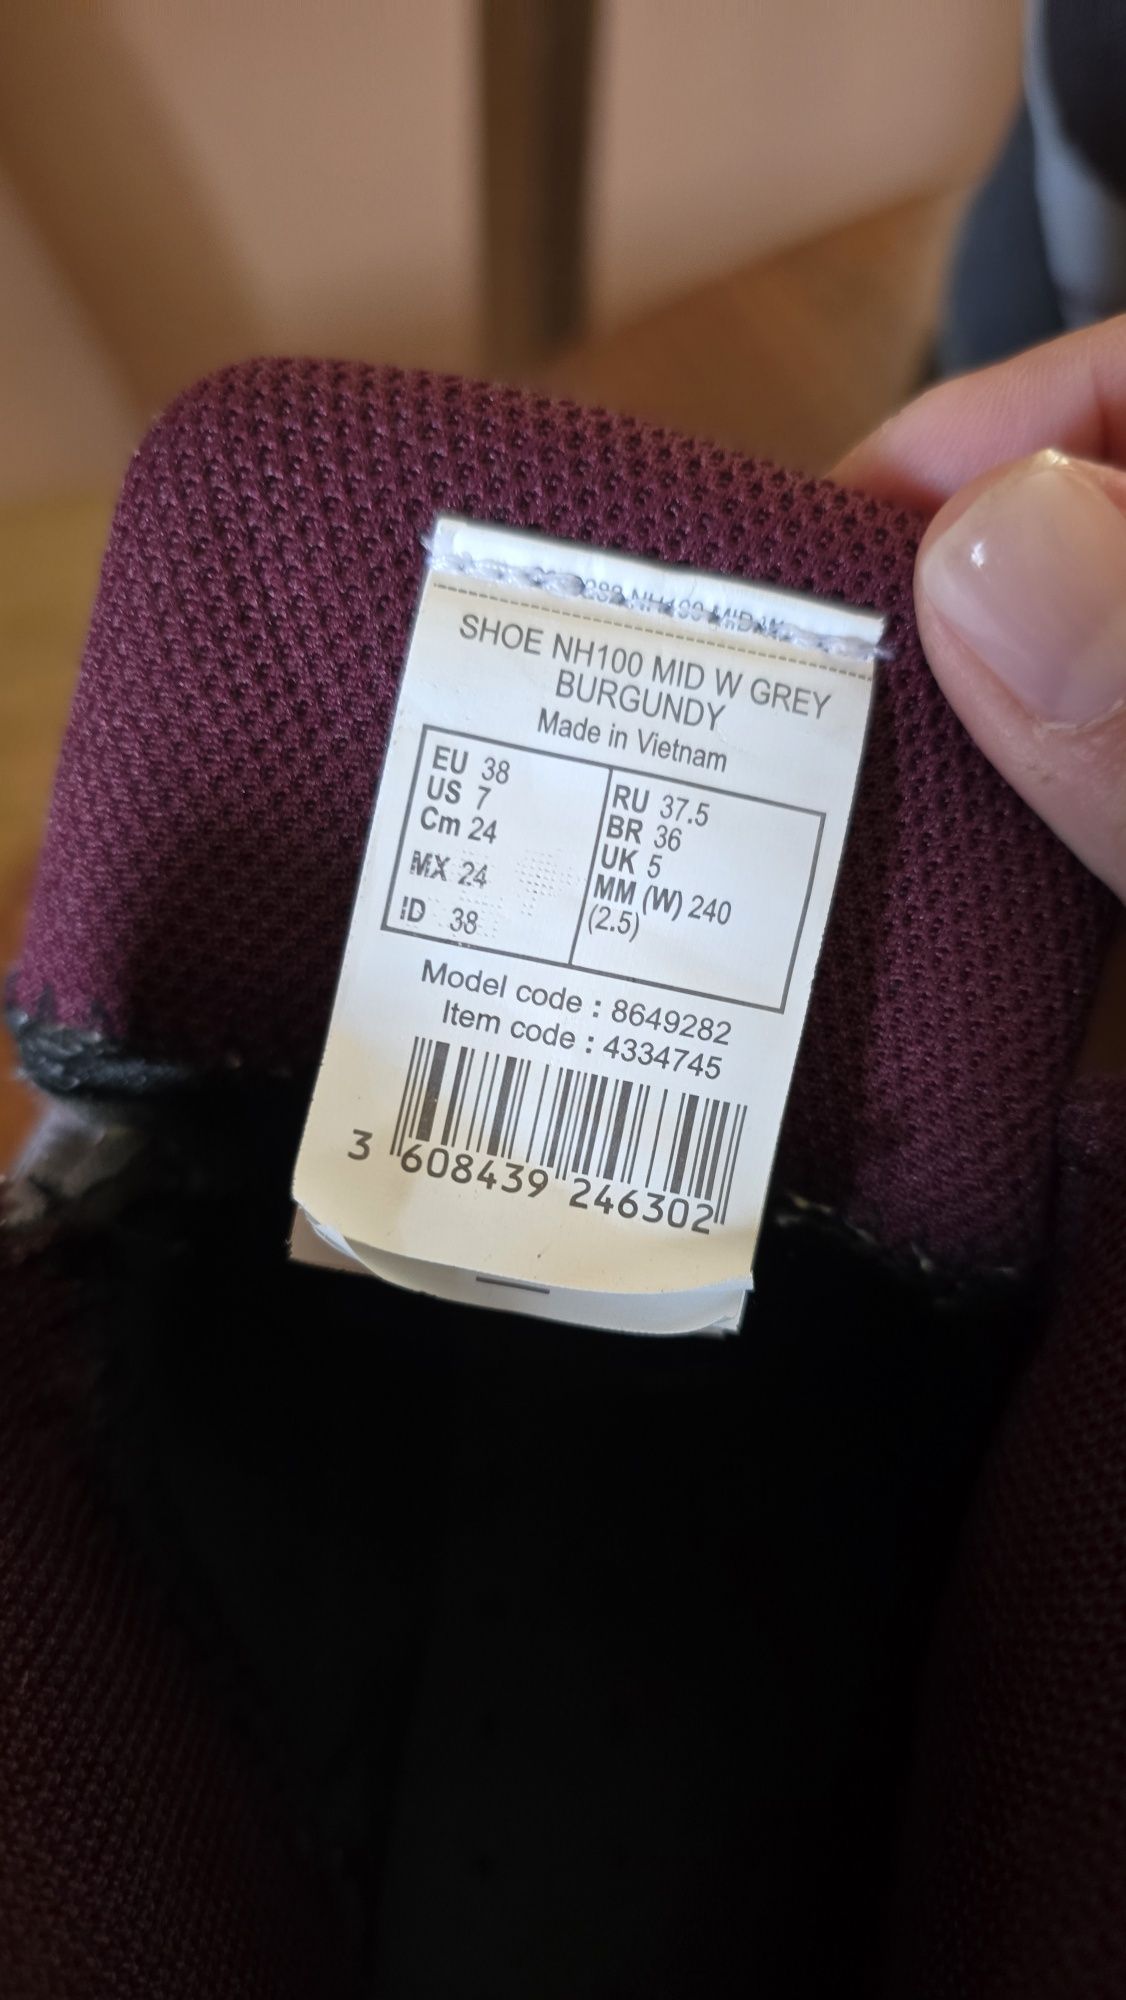 SHOE NH100 MID W GREY
BURGUNDY
Made in Vietnam
EU 38
US 7
Cm 24
MX 24
ID 38
RU 37.5
BR 36
UK 5
MM (W) 240
(2.5)
Model code : 8649282
Item code : 4334745
3 608439 246302